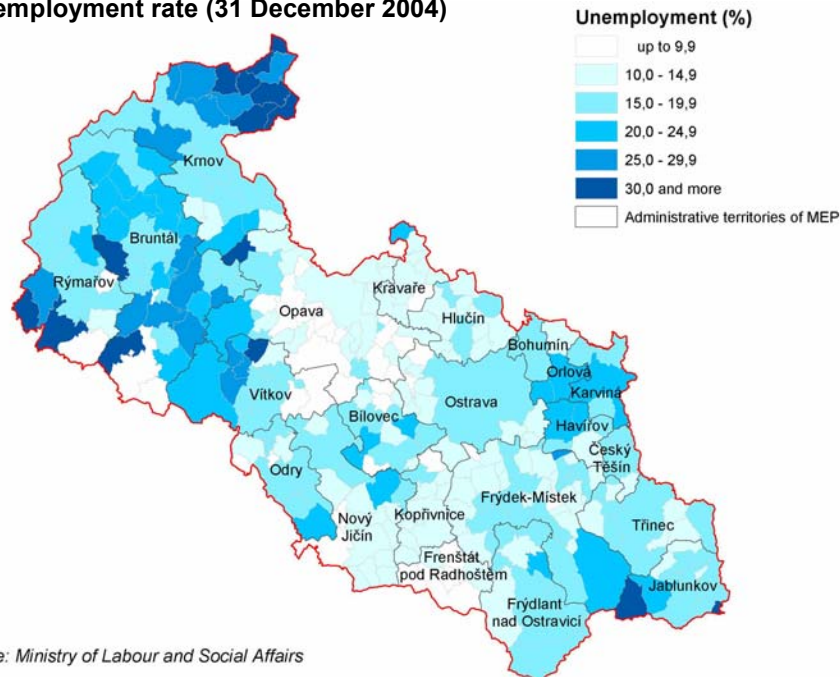 employment rate (31 December 2004)
Unemployment (%)
up to 9,9
10,0 - 14,9
15,0 - 19,9
20,0 - 24,9
25,0 - 29,9
30,0 and more
Administrative territories of MEP
Krnov
Bruntál
Rýmařov
Opava
Kravaře
Hlučín
Bohumín
Orlová
Karviná
Vítkov
Ostrava
Bílovec
Havířov
Český
Těšín
Odry
Frýdek-Místek
Nový
Jičín
Kopřivnice
Třinec
Frenštát
pod Radhoštěm
Jablunkov
Frýdlant
nad Ostravicí
e: Ministry of Labour and Social Affairs